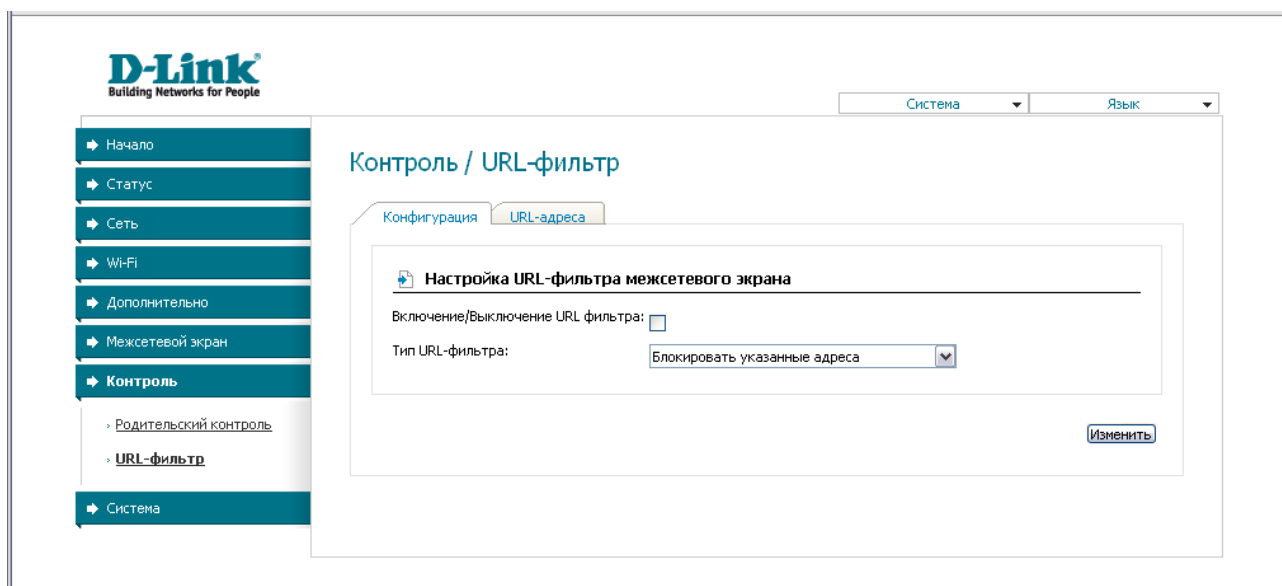 D-Link
Building Networks for People
Система
Язык
Начало
Статус
Сеть
Wi-Fi
Дополнительно
Межсетевой экран
Контроль
Родительский контроль
URL-фильтр
Система
Контроль / URL-фильтр
Конфигурация
URL-адреса
Настройка URL-фильтра межсетевого экрана
Включение/Выключение URL фильтра:
Тип URL-фильтра:
Блокировать указанные адреса
Изменить